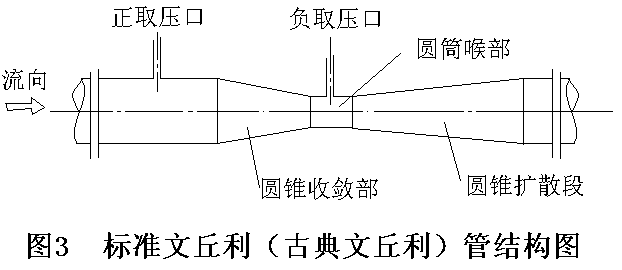 正取压口
负取压口
圆筒喉部
流向
圆锥收敛部
圆锥扩散段
图3 标准文丘利（古典文丘利）管结构图